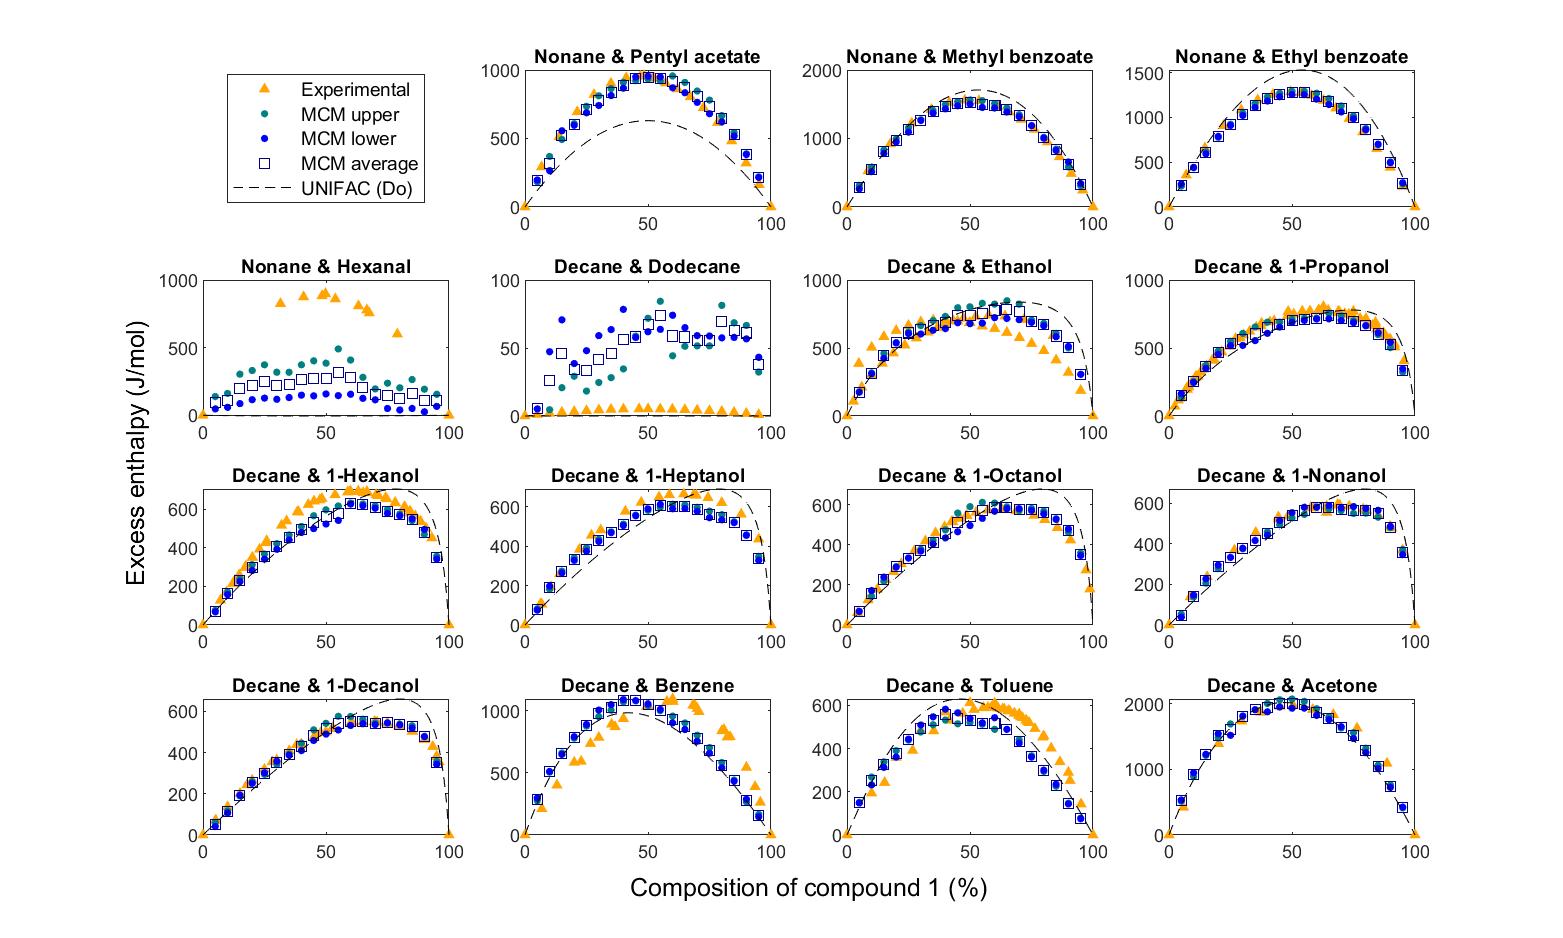 Experimental
MCM upper
MCM lower
MCM average
UNIFAC (Do)
Nonane & Pentyl acetate
1000
500
0
0 50 100
Nonane & Methyl benzoate
2000
1000
0
0 50 100
Nonane & Ethyl benzoate
1500
1000
500
0
0 50 100
Excess enthalpy (J/mol)
Nonane & Hexanal
1000
500
0
0 50 100
Decane & Dodecane
100
50
0
0 50 100
Decane & Ethanol
1000
500
0
0 50 100
Decane & 1-Propanol
1000
500
0
0 50 100
Decane & 1-Hexanol
600
400
200
0
0 50 100
Decane & 1-Heptanol
600
400
200
0
0 50 100
Decane & 1-Octanol
600
400
200
0
0 50 100
Decane & 1-Nonanol
600
400
200
0
0 50 100
Decane & 1-Decanol
600
400
200
0
0 50 100
Decane & Benzene
1000
500
0
0 50 100
Decane & Toluene
600
400
200
0
0 50 100
Decane & Acetone
2000
1000
0
0 50 100
Composition of compound 1 (%)